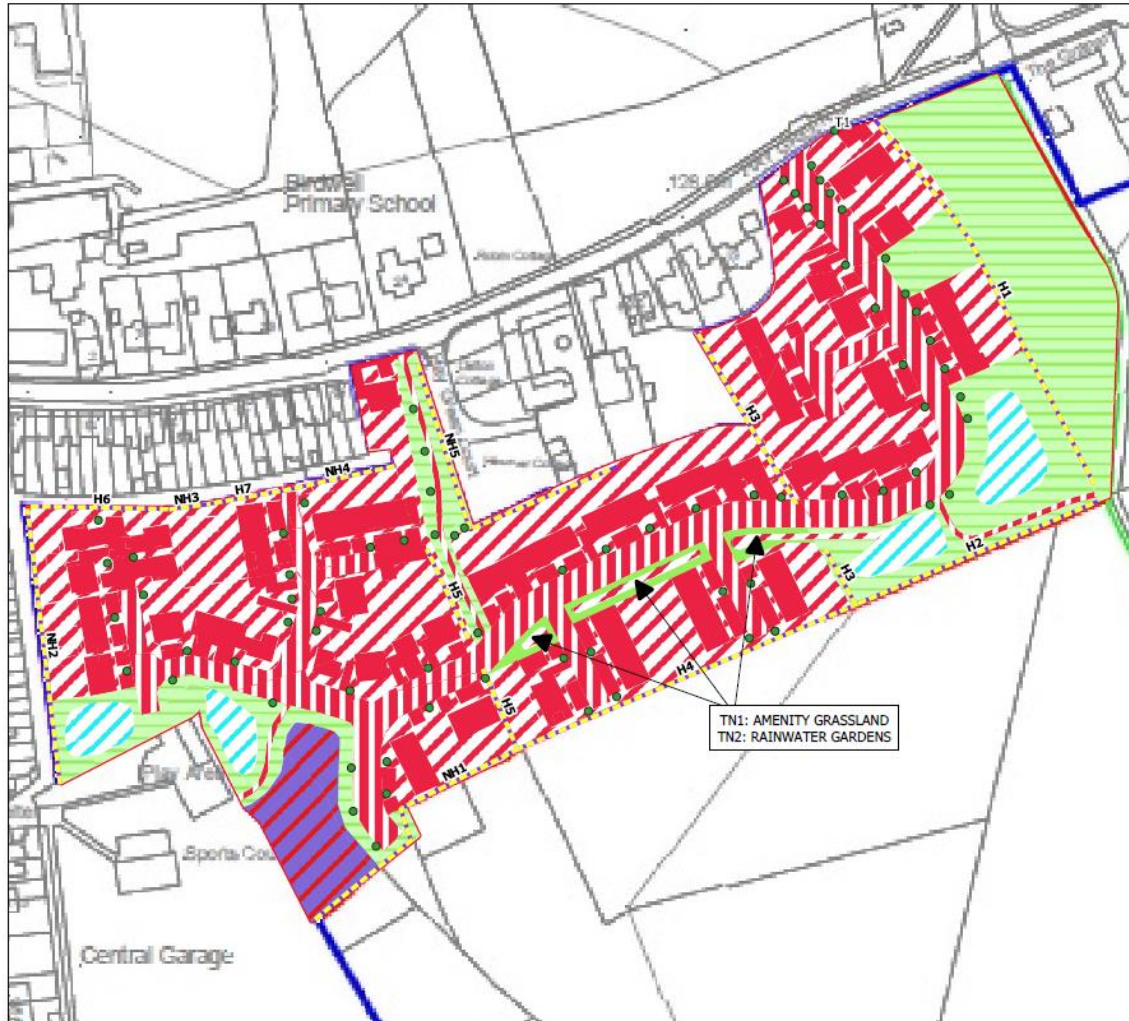 T1
Birdwell
Primary School
H1
H3
NH5
NH4
H6
H7
NH3
H2
H3
H5
NH2
H4
H5
TN1: AMENITY GRASSLAND
TN2: RAINWATER GARDENS
NH1
Play Area
Sports Cou
Central Garage